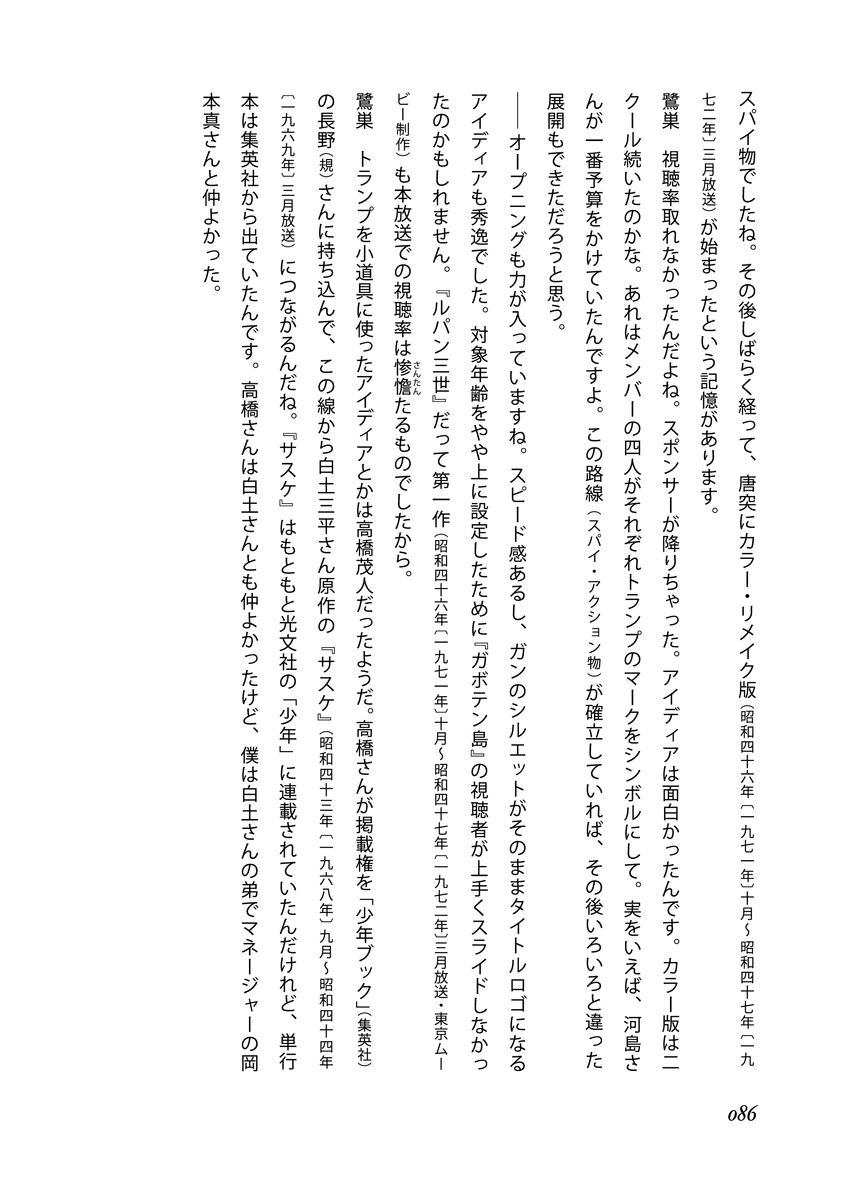 スパイ物でしたね。その後しばらく経って、唐突にカラー・リメイク版（昭和四十六年〔一九七一年〕十月～昭和四十七年〔一九
七二年〕三月放送）が始まったという記憶があります。
鷺巣　視聴率取れなかったんだよね。スポンサーが降りちゃった。アイディアは面白かったんです。カラー版は二
クール続いたのかな。あれはメンバーの四人がそれぞれトランプのマークをシンボルにして。実をいえば、河島さ
んが一番予算をかけていたんですよ。この路線（スパイ・アクション物）が確立していれば、その後いろいろと違った
展開もできただろうと思う。
――オープニングも力が入っていますね。スピード感あるし、ガンのシルエットがそのままタイトルロゴになる
アイディアも秀逸でした。対象年齢をやや上に設定したために『ガボテン島』の視聴者が上手くスライドしなかっ
たのかもしれません。『ルパン三世』だって第一作（昭和四十六年〔一九七一年〕十月～昭和四十七年〔一九七二年〕三月放送・東京ムー
ビー制作）も本放送での視聴率は惨憺たるものでしたから。
さんたん
鷺巣　トランプを小道具に使ったアイディアとかは高橋茂人だったようだ。高橋さんが掲載権を「少年ブック」（集英社）
の長野（規）さんに持ち込んで、この線から白土三平さん原作の『サスケ』（昭和四十三年〔一九六八年〕九月～昭和四十四年
〔一九六九年〕三月放送）につながるんだね。『サスケ』はもともと光文社の「少年」に連載されていたんだけれど、単行
本は集英社から出ていたんです。高橋さんは白土さんとも仲よかったけど、僕は白土さんの弟でマネージャーの岡
本真さんと仲よかった。
086